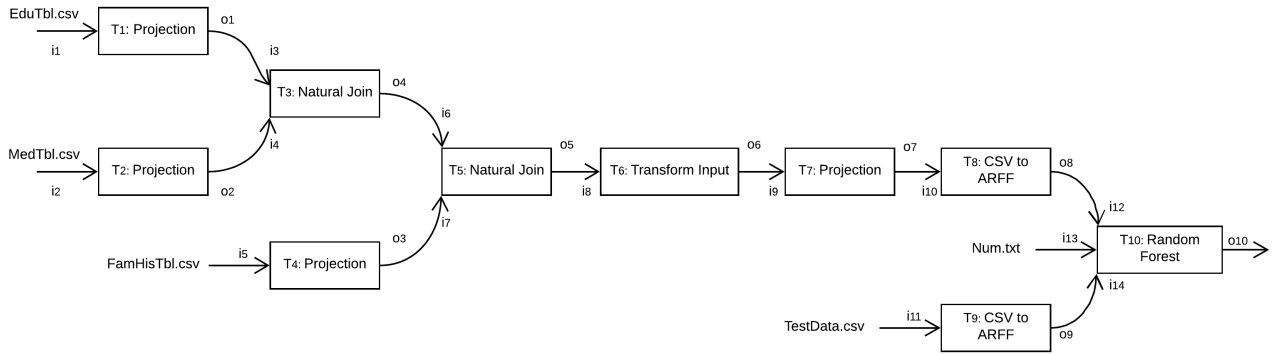 EduTbl.csv
i1
T1: Projection
o1
i3
T3: Natural Join
o4
i4
MedTbl.csv
i2
T2: Projection
o2
i6
T5: Natural Join
o5
i7
FamHisTbl.csv
i5
T4: Projection
o3
i8
T6: Transform Input
o6
i9
T7: Projection
o7
i10
T8: CSV to
ARFF
o8
i12
Num.txt
i13
T10: Random
Forest
o10
i14
TestData.csv
i11
T9: CSV to
ARFF
o9